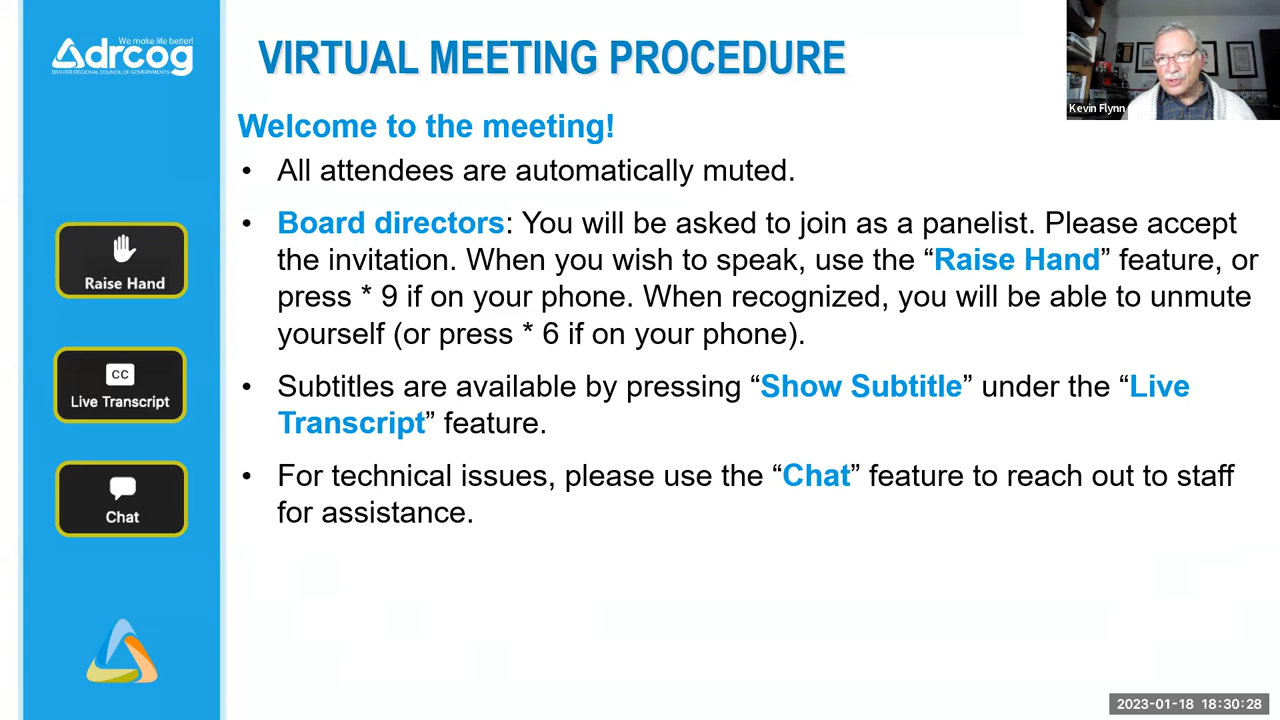 We make life better!
drcog
DENVER REGIONAL COUNCIL OF GOVERNMENTS
VIRTUAL MEETING PROCEDURE
Kevin Flynn
Welcome to the meeting!
• All attendees are automatically muted.
• Board directors: You will be asked to join as a panelist. Please accept
the invitation. When you wish to speak, use the “Raise Hand” feature, or
press * 9 if on your phone. When recognized, you will be able to unmute
yourself (or press * 6 if on your phone).
• Subtitles are available by pressing “Show Subtitle” under the “Live
Transcript” feature.
• For technical issues, please use the “Chat” feature to reach out to staff
for assistance.
Raise Hand
CC
Live Transcript
Chat
2023-01-18 18:30:28